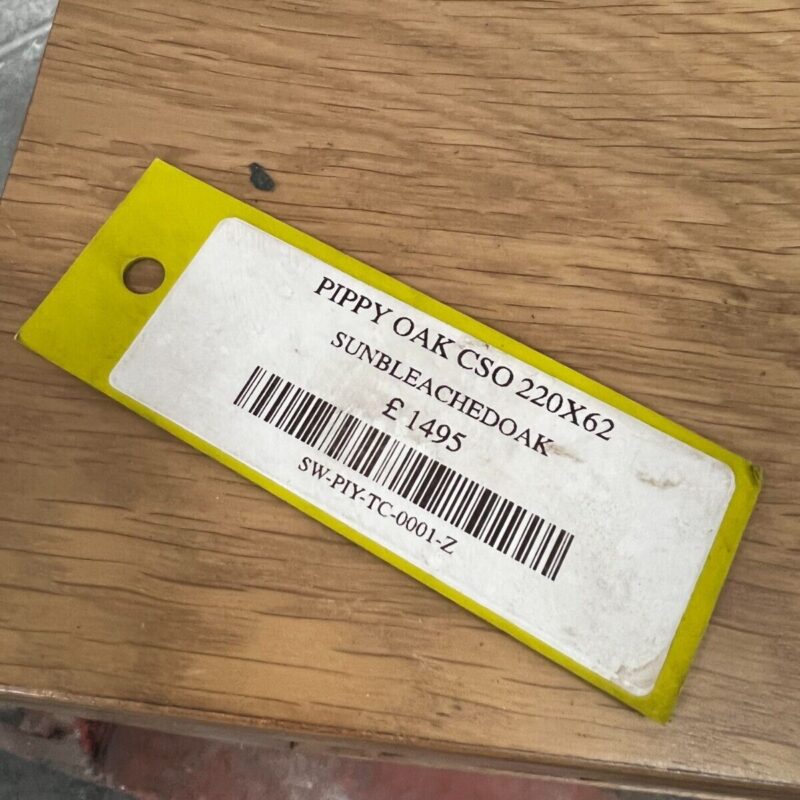 PIPPY OAK CSO 220X62
SUNBLEACHEDOAK
£ 1495
SW-PIY-TC-0001-Z